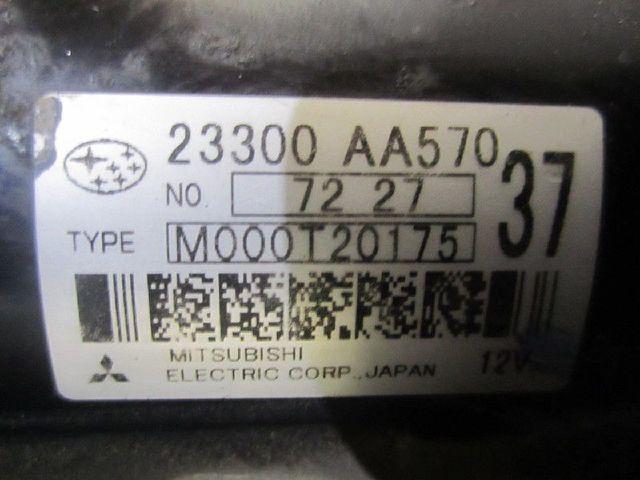 23300 AA570
NO. 72 27
37
TYPE M000T20175
MITSUBISHI
ELECTRIC CORP., JAPAN
12V